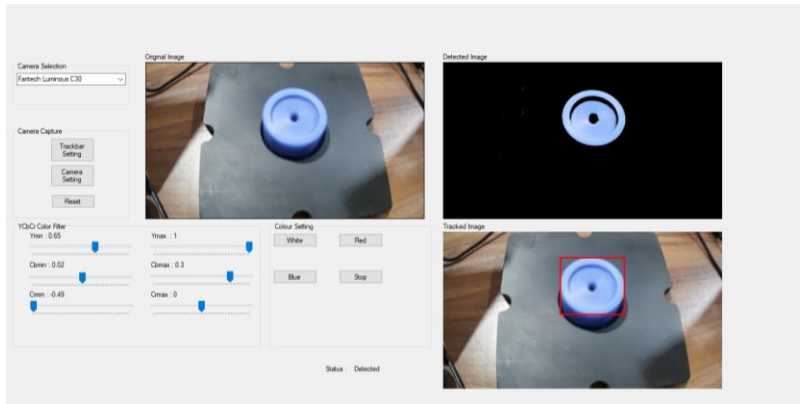 Original Image
Detected Image
Camera Selection
Fantech Luminous C30
Camera Capture
Trackbar
Setting
Camera
Setting
Reset
YCbCr Color Filter
Ymin : 0.65
Ymax : 1
Cbmin : 0.02
Cbmax : 0.3
Crmin : -0.49
Crmax : 0
Colour Setting
White
Red
Blue
Stop
Tracked Image
Status : Detected